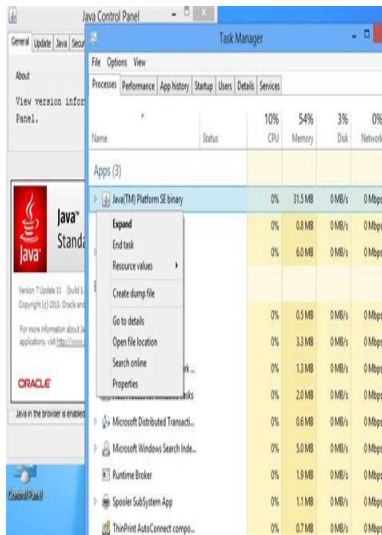 Java Control Panel
General Update Java Secur
About
View version infor
Panel.
Java™
Standa
Java
Version 7 Update 11 (build 1.
Copyright (c) 2013, Oracle and
For more information about Ja
applications, visit http://www.
ORACLE
Java in the browser is enabled
Control Panel
Task Manager
File Options View
Processes Performance App history Startup Users Details Services
10% 54% 3% 0%
Name Status CPU Memory Disk Network
Apps (3)
Java(TM) Platform SE binary 0% 31.5 MB 0 MB/s 0 Mbps
0% 0.8 MB 0 MB/s 0 Mbps
0% 6.0 MB 0 MB/s 0 Mbps
Expand
End task
Resource values
Create dump file
Go to details
Open file location
Search online
Properties
0% 0.5 MB 0 MB/s 0 Mbps
0% 3.3 MB 0 MB/s 0 Mbps
rk ... 0% 1.3 MB 0 MB/s 0 Mbps
0% 2.0 MB 0 MB/s 0 Mbps
Microsoft Distributed Transacti... 0% 0.6 MB 0 MB/s 0 Mbps
Microsoft Windows Search Inde... 0% 5.0 MB 0 MB/s 0 Mbps
Runtime Broker 0% 1.9 MB 0 MB/s 0 Mbps
Spooler SubSystem App 0% 1.1 MB 0 MB/s 0 Mbps
ThinPrint AutoConnect compo... 0% 0.7 MB 0 MB/s 0 Mbps